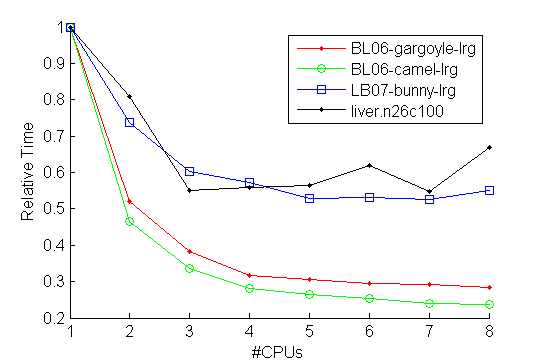 1
0.9
0.8
0.7
0.6
0.5
0.4
0.3
0.2
Relative Time
BL06-gargoyle-lrg
BL06-camel-lrg
LB07-bunny-lrg
liver.n26c100
1 2 3 4 5 6 7 8
#CPUs